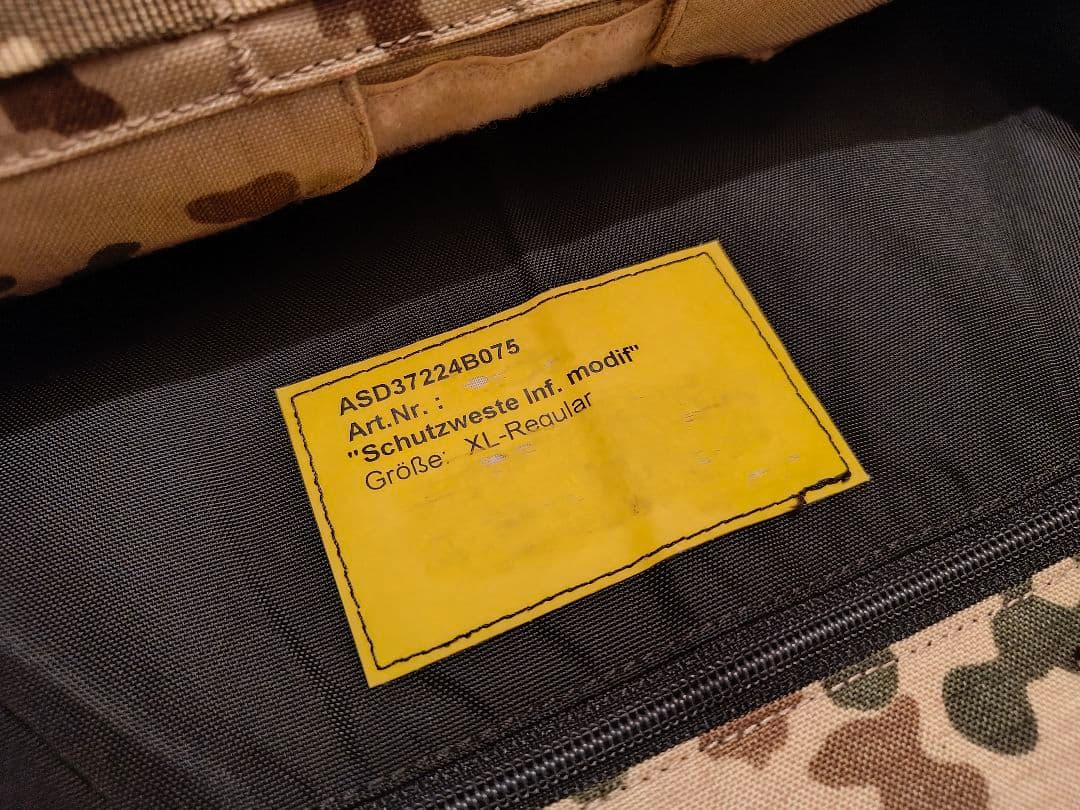 ASD37224B075
Art.Nr. :
"Schutzweste Inf. modif"
Größe: XL-Regular